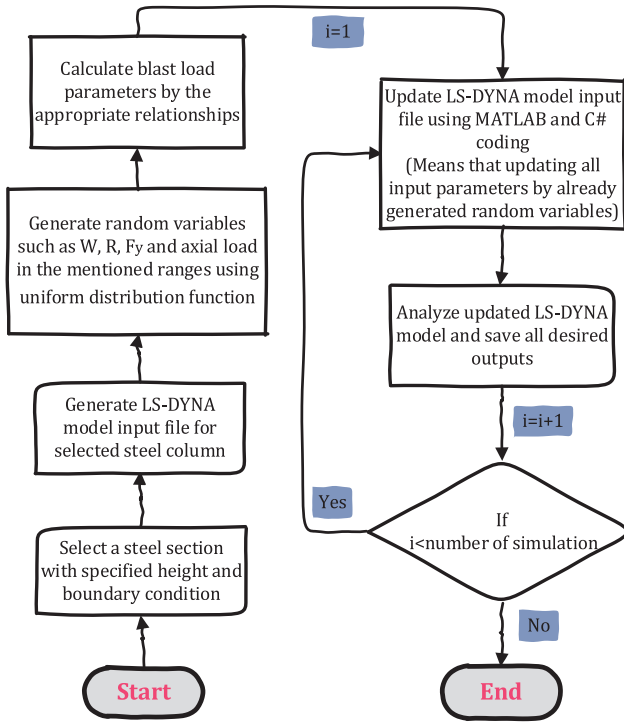 Start
Select a steel section
with specified height and
boundary condition
Generate LS-DYNA
model input file for
selected steel column
Generate random variables
such as W, R, Fy and axial load
in the mentioned ranges using
uniform distribution function
Calculate blast load
parameters by the
appropriate relationships
i=1
Update LS-DYNA model input
file using MATLAB and C#
coding
(Means that updating all
input parameters by already
generated random variables)
Analyze updated LS-DYNA
model and save all desired
outputs
i=i+1
If
i<number of simulation
Yes
No
End